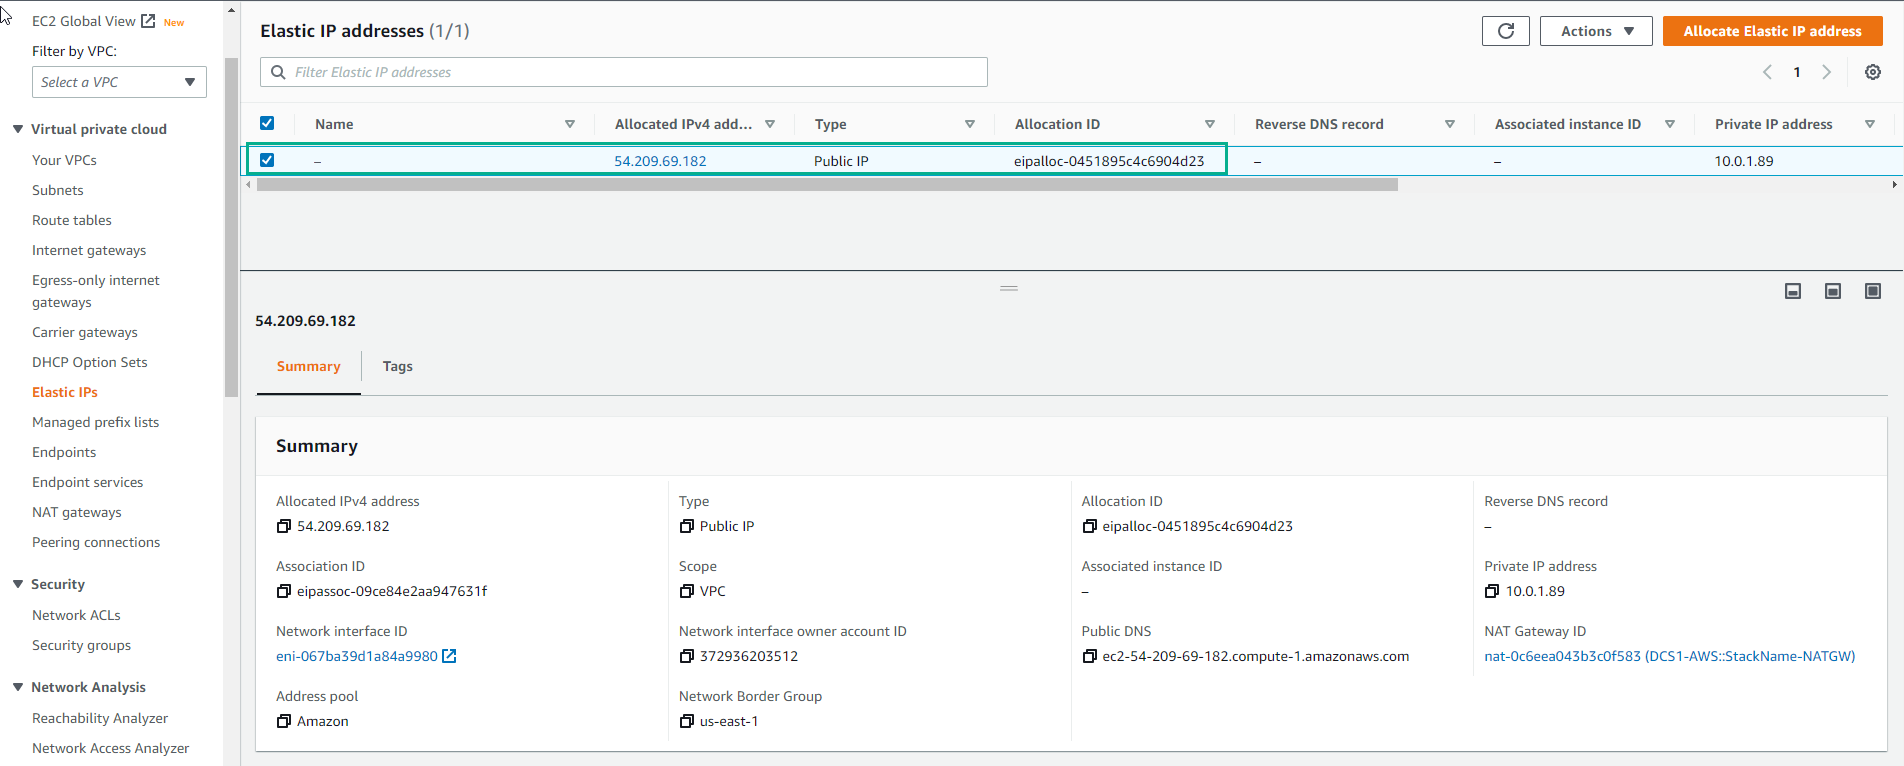 EC2 Global View New
Filter by VPC:
Select a VPC
Virtual private cloud
Your VPCs
Subnets
Route tables
Internet gateways
Egress-only internet
gateways
Carrier gateways
DHCP Option Sets
Elastic IPs
Managed prefix lists
Endpoints
Endpoint services
NAT gateways
Peering connections
Security
Network ACLs
Security groups
Network Analysis
Reachability Analyzer
Network Access Analyzer
Elastic IP addresses (1/1)
Actions
Allocate Elastic IP address
Filter Elastic IP addresses
1
Name Allocated IPv4 add... Type Allocation ID Reverse DNS record Associated instance ID Private IP address
– 54.209.69.182 Public IP eipalloc-0451895c4c6904d23 – – 10.0.1.89
54.209.69.182
Summary Tags
Summary
Allocated IPv4 address
54.209.69.182
Type
Public IP
Allocation ID
eipalloc-0451895c4c6904d23
Reverse DNS record
–
Association ID
eipassoc-09ce84e2aa947631f
Scope
VPC
Associated instance ID
–
Private IP address
10.0.1.89
Network interface ID
eni-067ba39d1a84a9980
Network interface owner account ID
372936203512
Public DNS
ec2-54-209-69-182.compute-1.amazonaws.com
NAT Gateway ID
nat-0c6eea043b3c0f583 (DCS1-AWS::StackName-NATGW)
Address pool
Amazon
Network Border Group
us-east-1